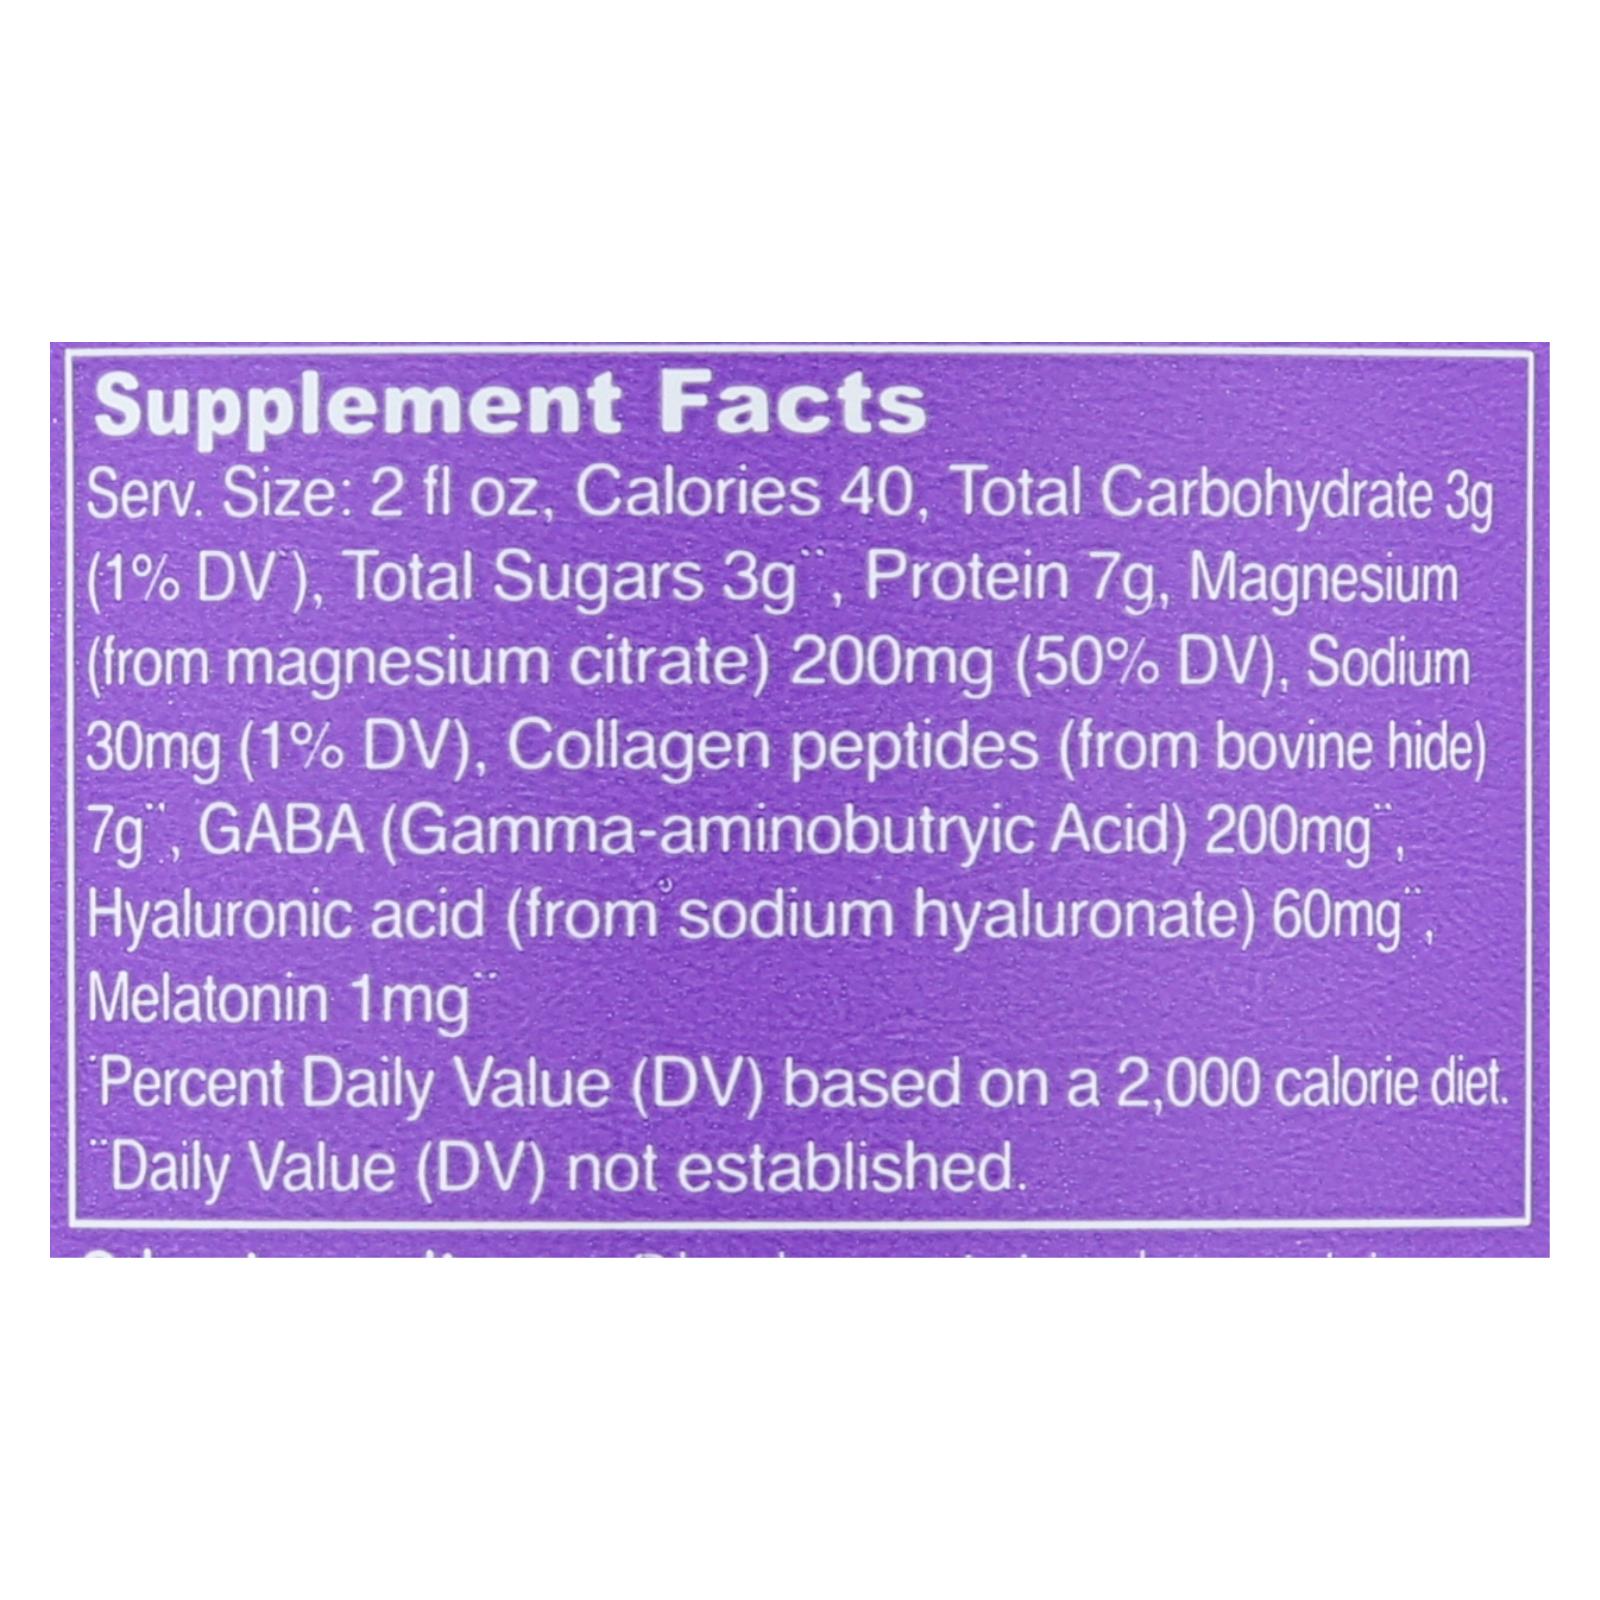 Supplement Facts
Serv. Size: 2 fl oz, Calories 40, Total Carbohydrate 3g
(1% DV¨), Total Sugars 3g¨, Protein 7g, Magnesium
(from magnesium citrate) 200mg (50% DV), Sodium
30mg (1% DV), Collagen peptides (from bovine hide)
7g¨, GABA (Gamma-aminobutryic Acid) 200mg¨,
Hyaluronic acid (from sodium hyaluronate) 60mg¨,
Melatonin 1mg¨
˙Percent Daily Value (DV) based on a 2,000 calorie diet.
¨Daily Value (DV) not established.